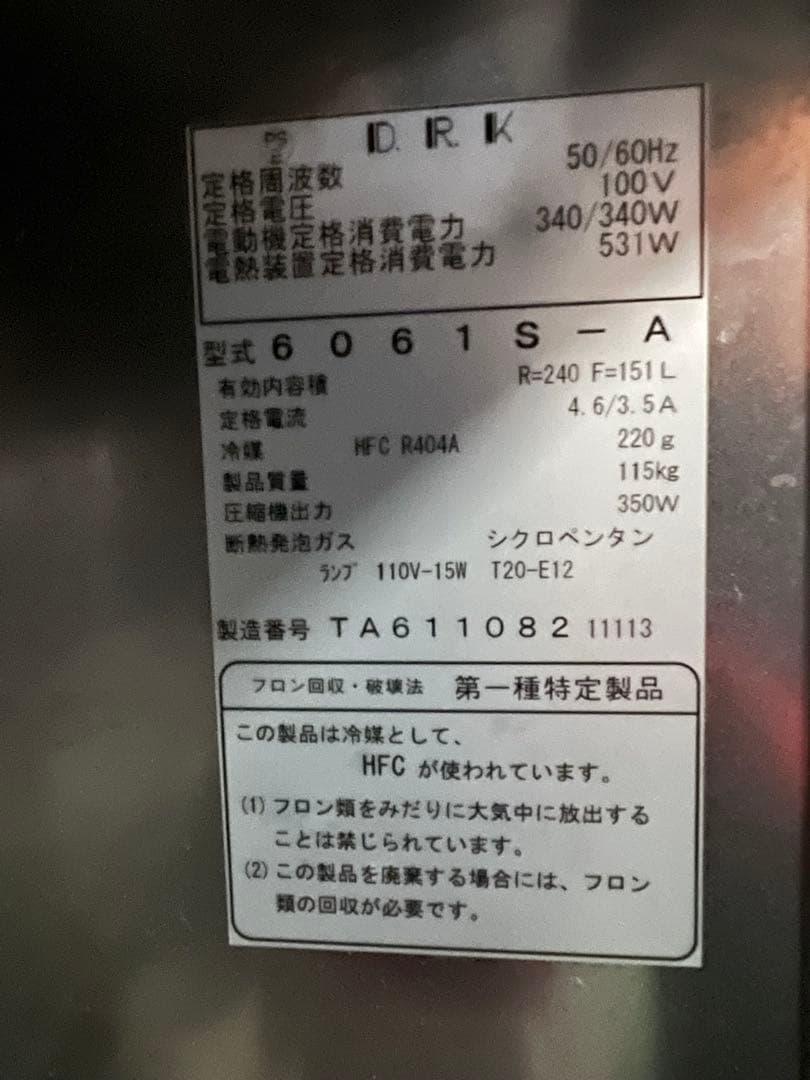 PS E D.R.K
定格周波数 50/60Hz
定格電圧 100V
電動機定格消費電力 340/340W
電熱装置定格消費電力 531W
型式 6061S-A
有効内容積 R=240 F=151L
定格電流 4.6/3.5A
冷媒 HFC R404A 220g
製品質量 115kg
圧縮機出力 350W
断熱発泡ガス シクロペンタン
ﾗﾝﾌﾟ 110V-15W T20-E12
製造番号 TA611082 11113
フロン回収・破壊法 第一種特定製品
この製品は冷媒として、
HFC が使われています。
(1) フロン類をみだりに大気中に放出する
ことは禁じられています。
(2) この製品を廃棄する場合には、フロン
類の回収が必要です。